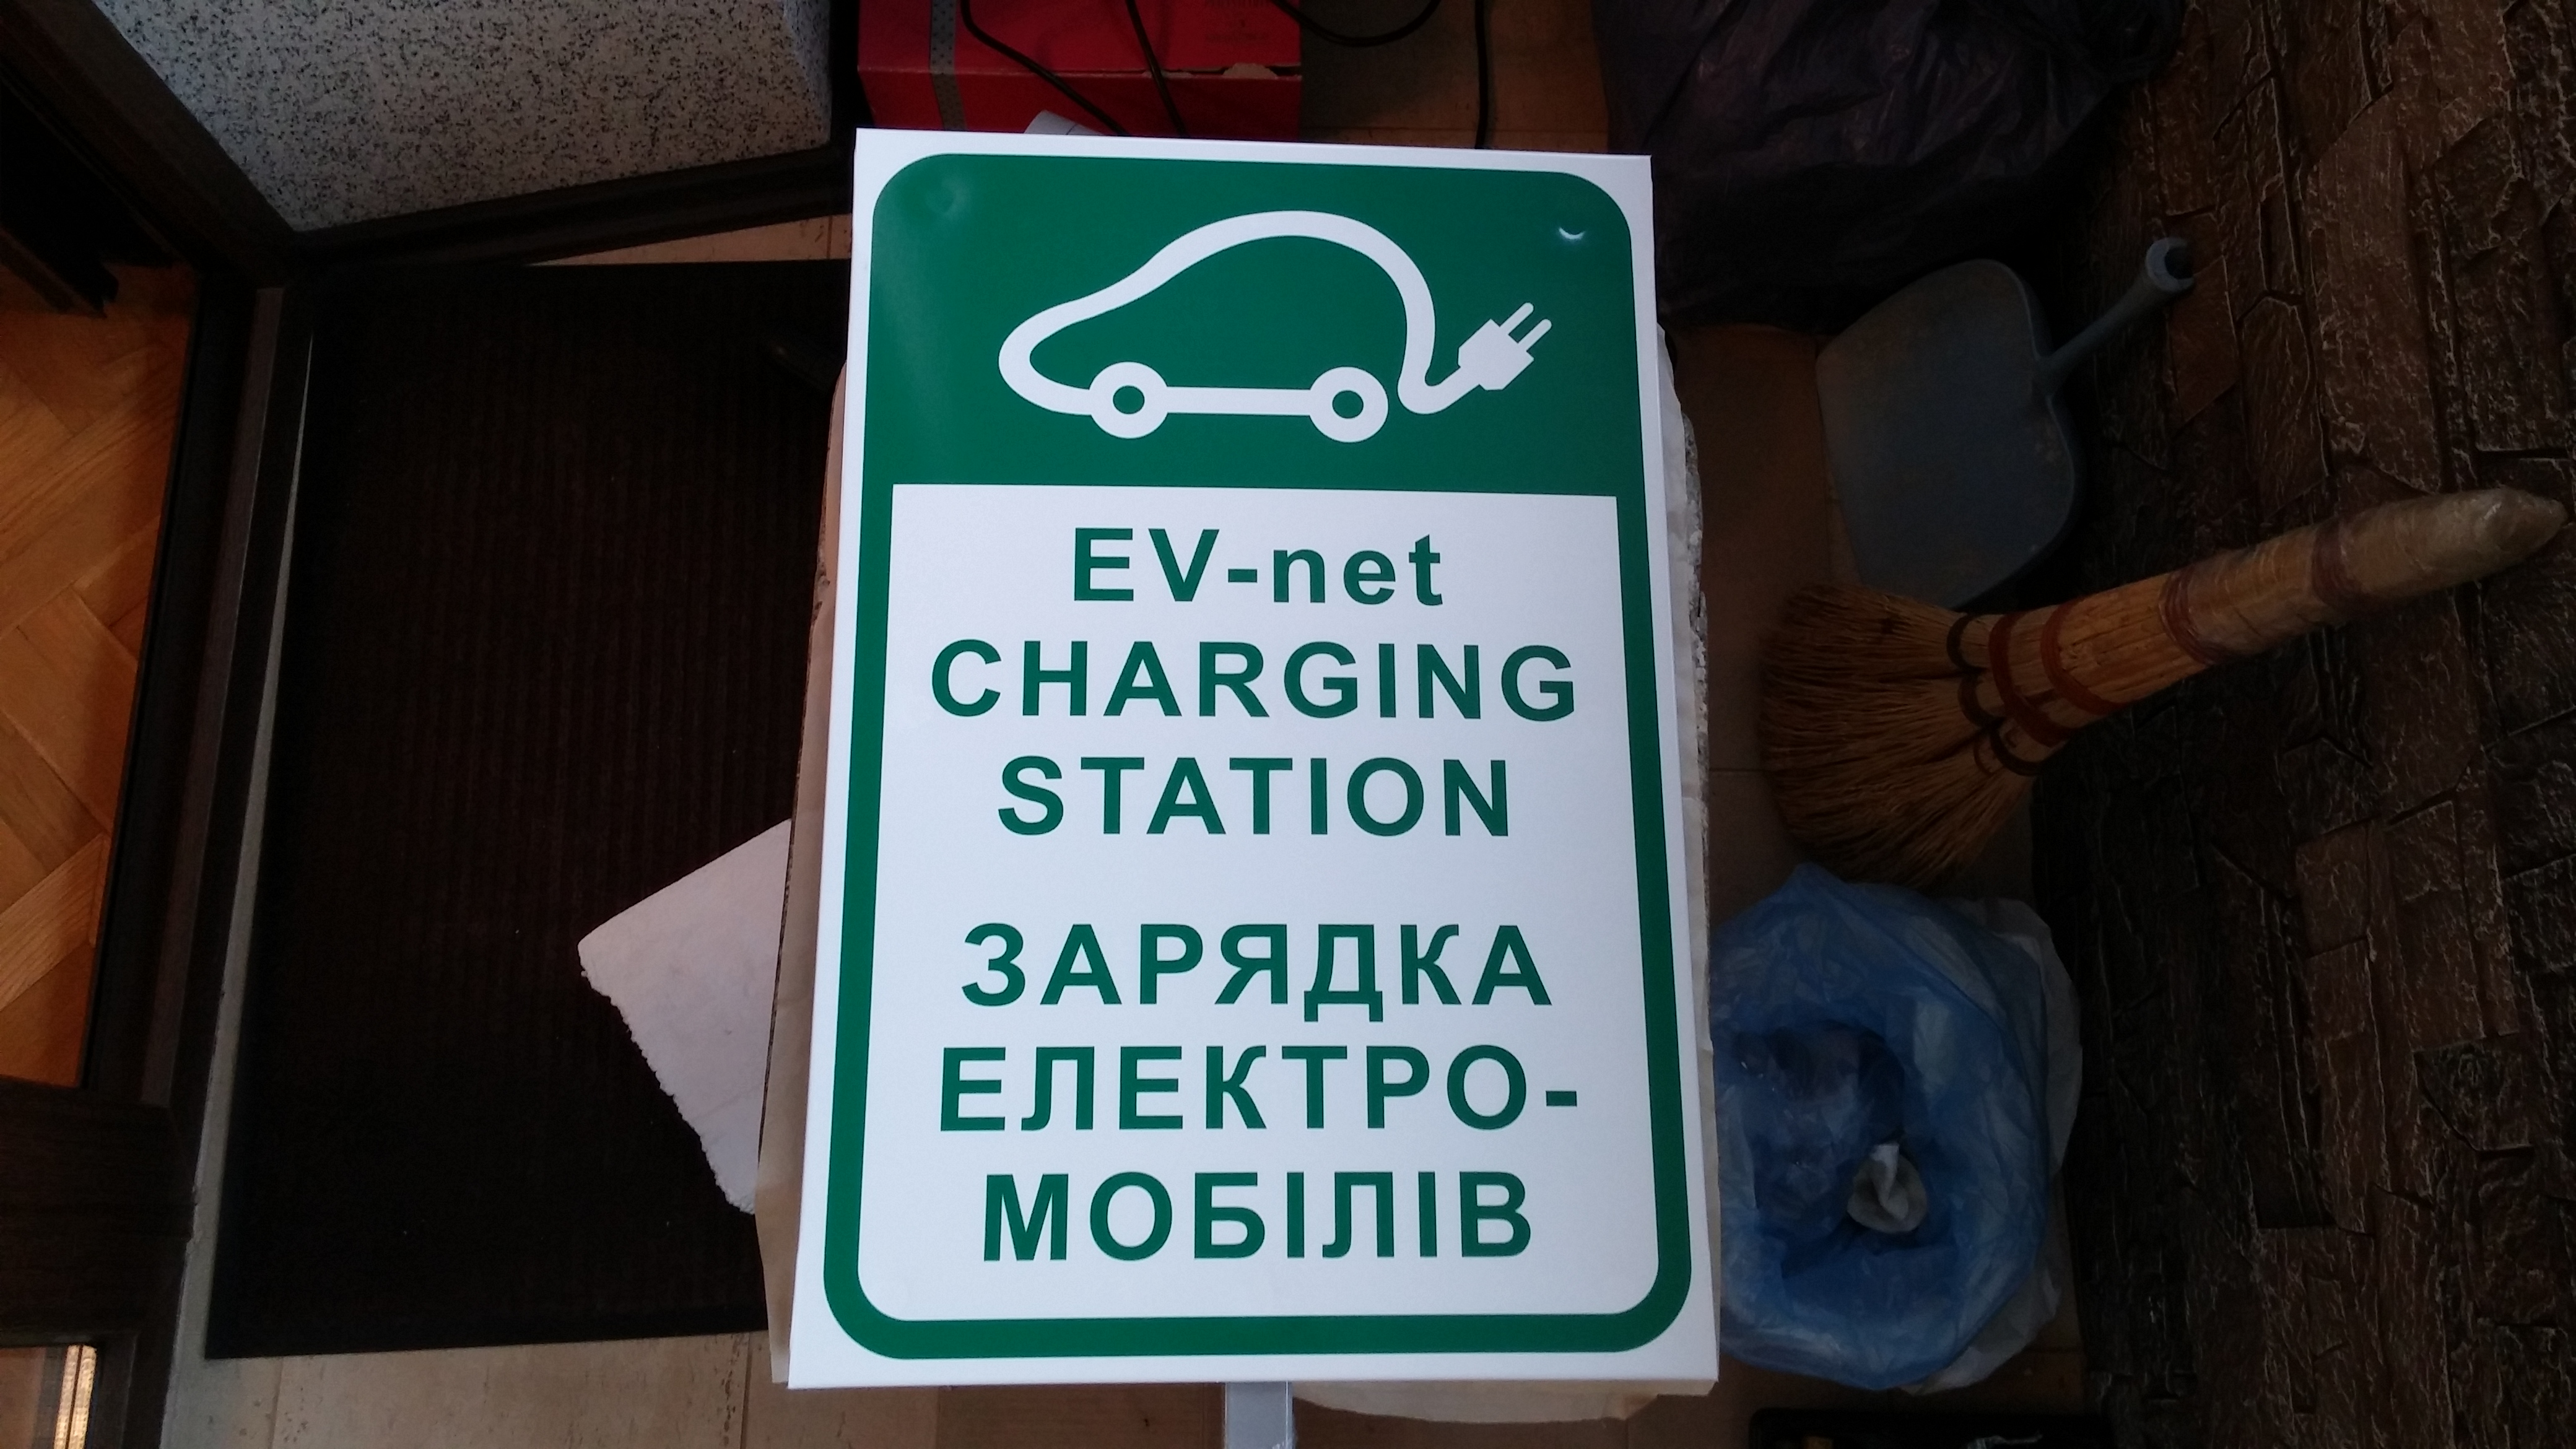 EV-net
CHARGING
STATION
ЗАРЯДКА
ЕЛЕКТРО-
МОБІЛІВ